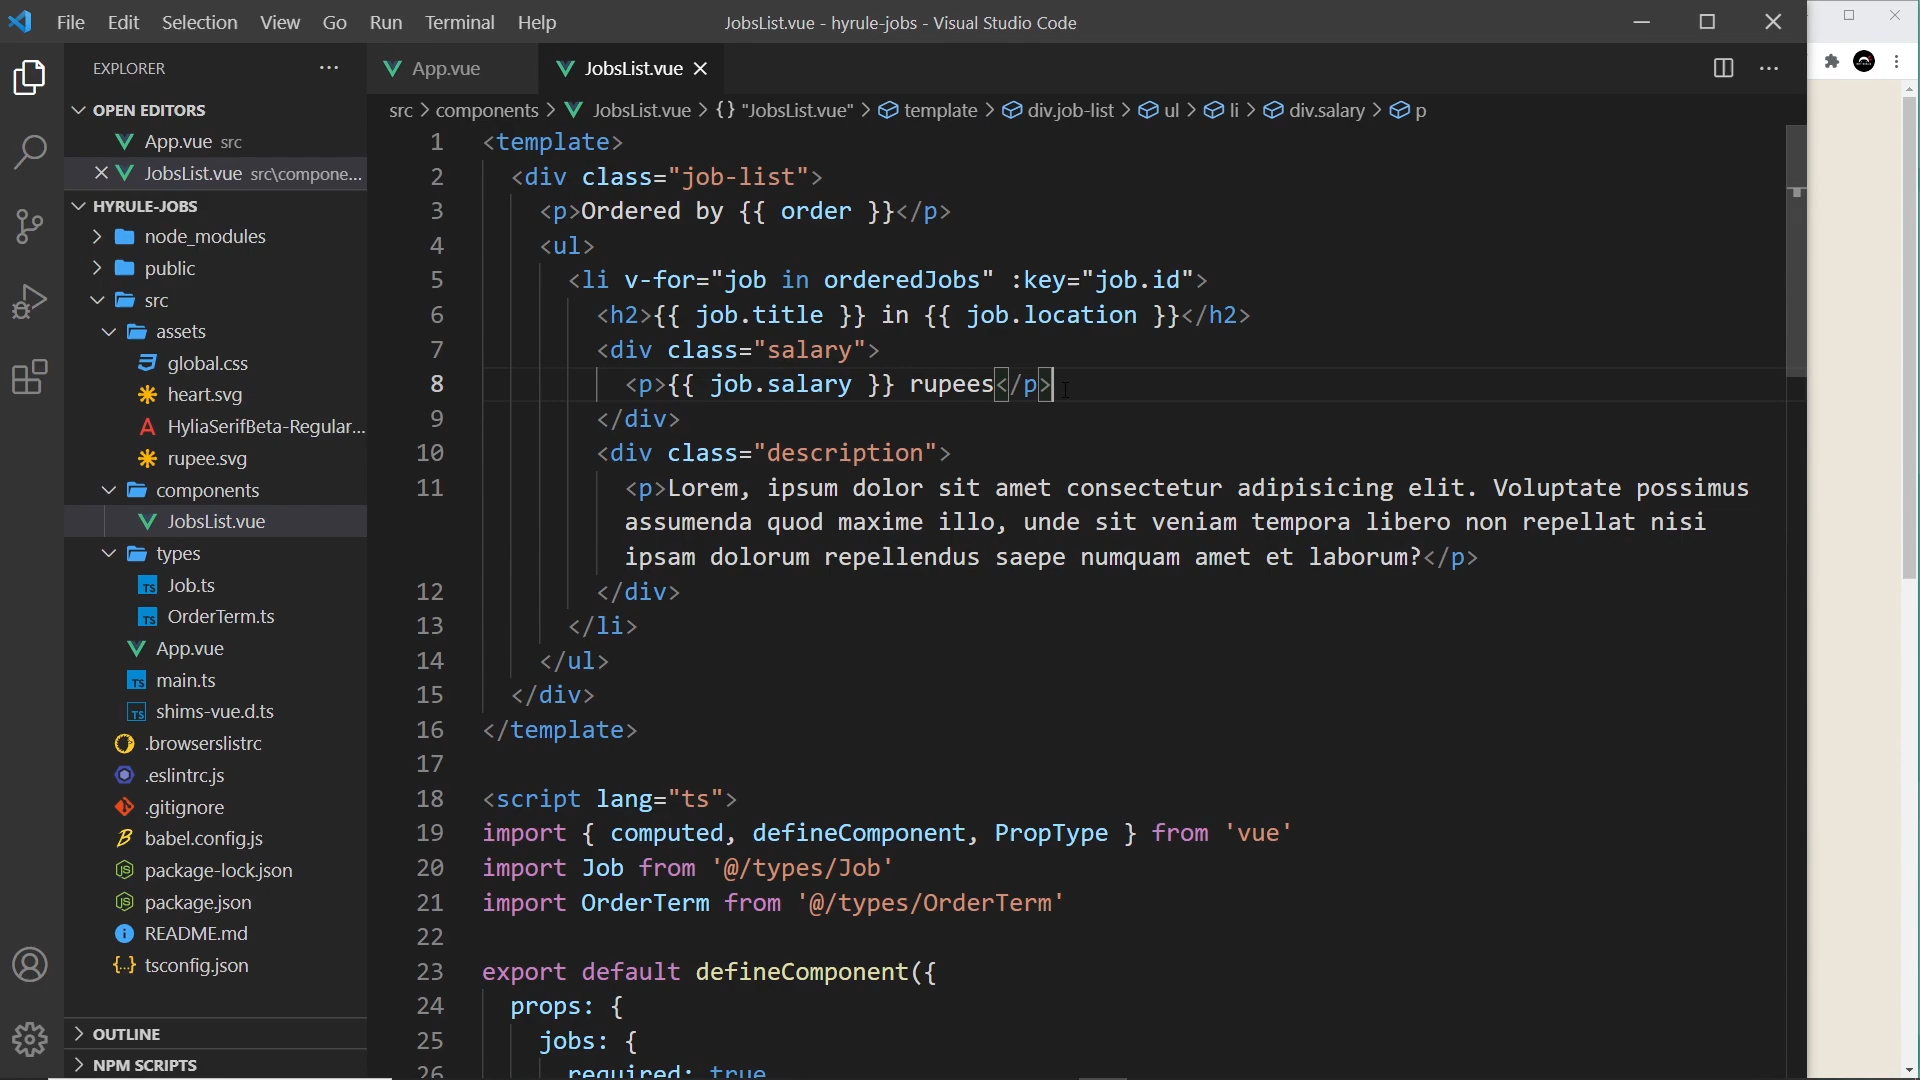 File Edit Selection View Go Run Terminal Help JobsList.vue - hyrule-jobs - Visual Studio Code
EXPLORER
OPEN EDITORS
App.vue src
JobsList.vue src\compone...
HYRULE-JOBS
node_modules
public
src
assets
global.css
heart.svg
HyliaSerifBeta-Regular...
rupee.svg
components
JobsList.vue
types
Job.ts
OrderTerm.ts
App.vue
main.ts
shims-vue.d.ts
.browserslistrc
.eslintrc.js
.gitignore
babel.config.js
package-lock.json
package.json
README.md
tsconfig.json
OUTLINE
NPM SCRIPTS
App.vue JobsList.vue
src > components > JobsList.vue > {} "JobsList.vue" > template > div.job-list > ul > li > div.salary > p
1 <template>
2 <div class="job-list">
3 <p>Ordered by {{ order }}</p>
4 <ul>
5 <li v-for="job in orderedJobs" :key="job.id">
6 <h2>{{ job.title }} in {{ job.location }}</h2>
7 <div class="salary">
8 <p>{{ job.salary }} rupees</p>
9 </div>
10 <div class="description">
11 <p>Lorem, ipsum dolor sit amet consectetur adipisicing elit. Voluptate possimus
assumenda quod maxime illo, unde sit veniam tempora libero non repellat nisi
ipsam dolorum repellendus saepe numquam amet et laborum?</p>
12 </div>
13 </li>
14 </ul>
15 </div>
16 </template>
17
18 <script lang="ts">
19 import { computed, defineComponent, PropType } from 'vue'
20 import Job from '@/types/Job'
21 import OrderTerm from '@/types/OrderTerm'
22
23 export default defineComponent({
24 props: {
25 jobs: {
26 required: true